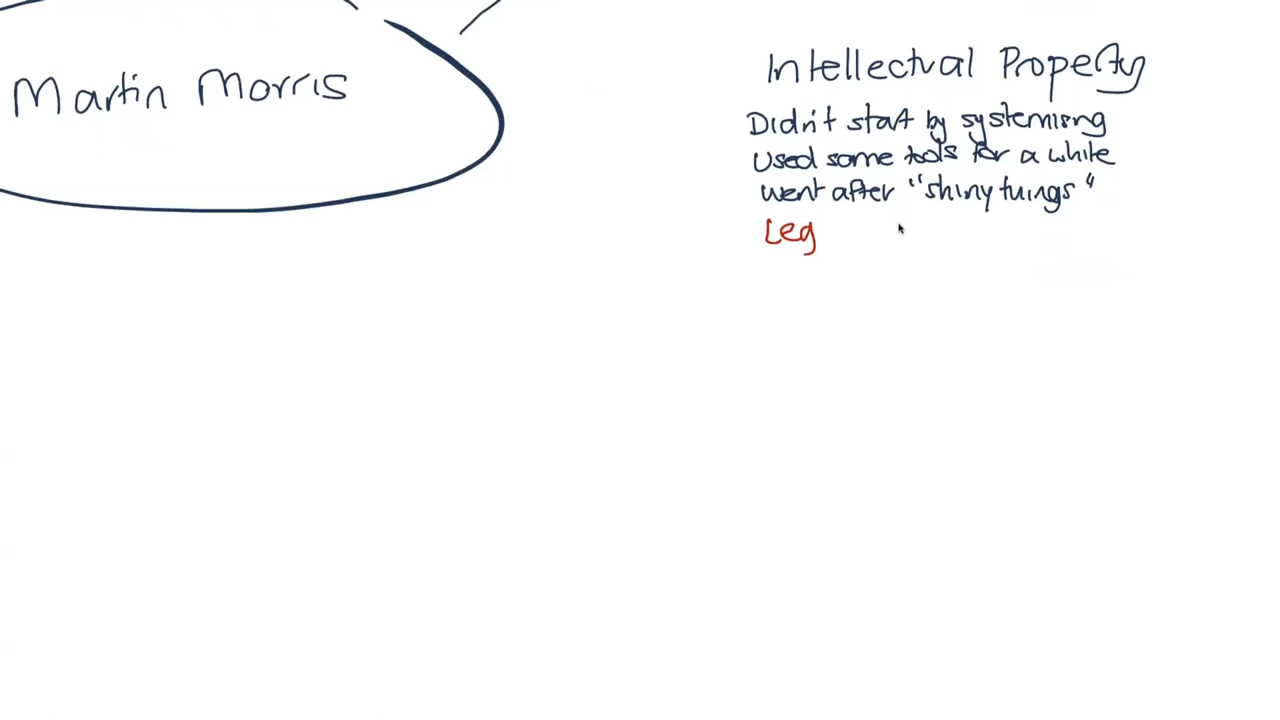 Martin Morris
Intellectual Property
Didn't start by systemising
Used some tools for a while
went after "shiny things"
Leg